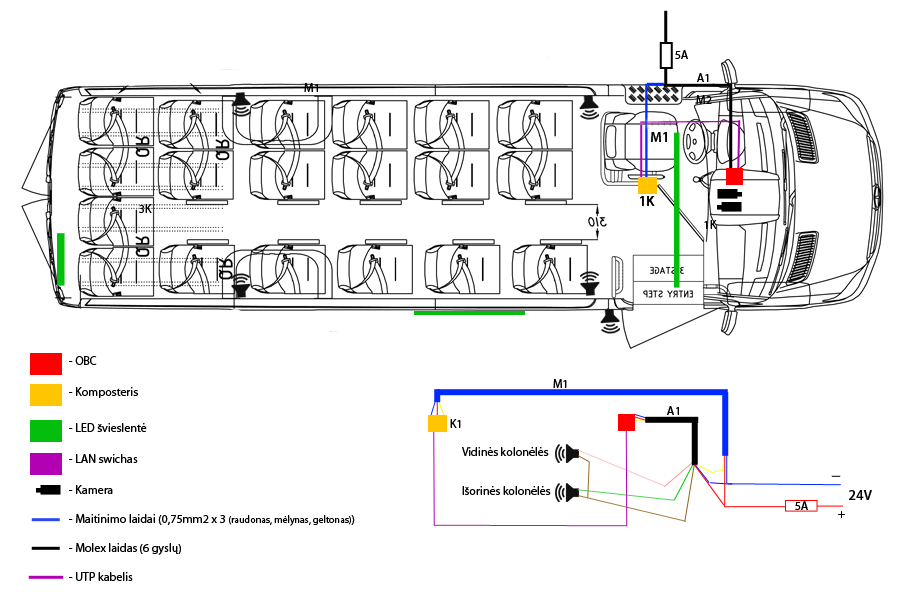 5A
A1
M1
M2
M1
3K
1K
1K
310
3 STAGE
ENTRY STEP
- OBC
- Komposteris
- LED švieslentė
- LAN swichas
- Kamera
- Maitinimo laidai (0,75mm2 x 3 (raudonas, mėlynas, geltonas))
- Molex laidas (6 gyslų)
- UTP kabelis
M1
A1
K1
Vidinės kolonėlės
Išorinės kolonėlės
24V
5A
−
+